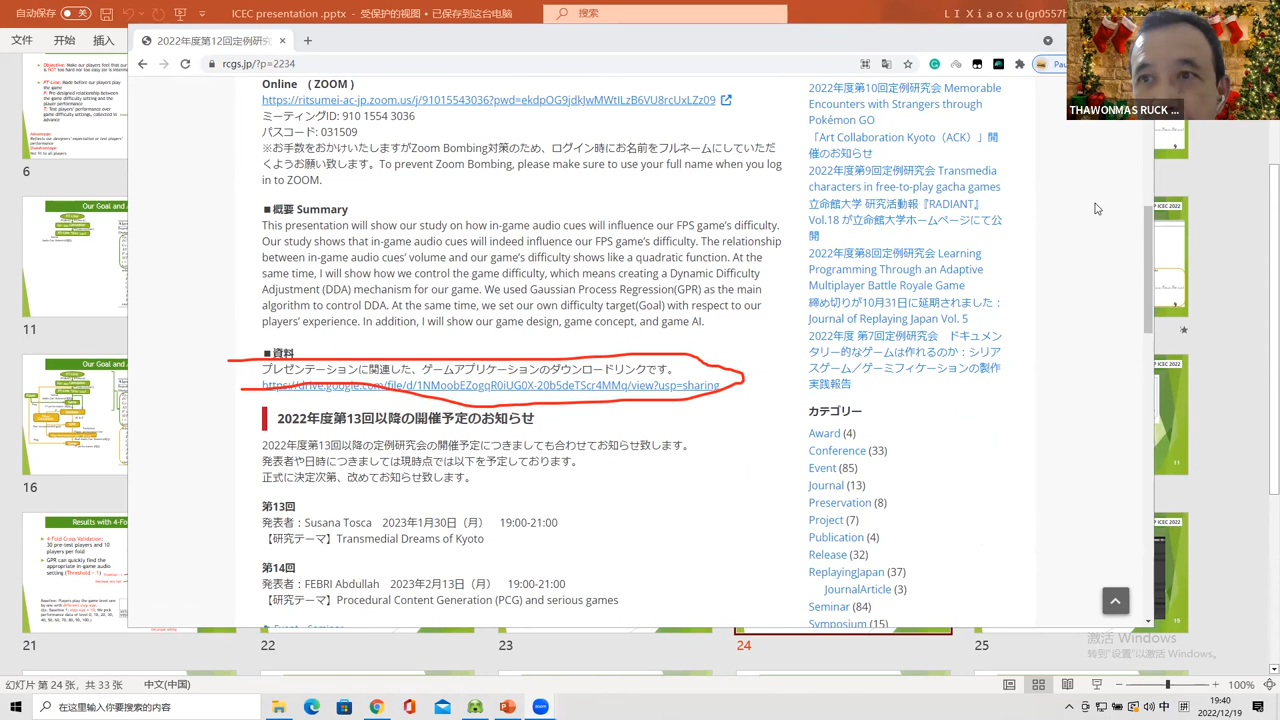 搜索
文件 开始 插入
2022年度第12回定例研究
rcgs.jp/?p=2234
THAWONMAS RUCK ...
Online （ ZOOM ）
ミーティングID: 910 1554 3036
パスコード: 031502
※お手数をおかけいたしますがZoom Bombing対策のため、ログイン時にお名前をフルネームにしていただ
くようお願い致します。To prevent Zoom Bombing, please make sure to use your full name when you log
in to ZOOM.
■概要 Summary
This presentation will show our study on how in-game audio cues will influence our FPS game's difficulty.
Our study shows that in-game audio cues will indeed influence our FPS game's difficulty. The relationship
between in-game audio cues' volume and our game's difficulty shows like a quadratic function. At the
same time, I will show how we control the game difficulty, which means creating a Dynamic Difficulty
Adjustment (DDA) mechanism for our game. We used Gaussian Process Regression(GPR) as the main
algorithm to control DDA. At the same time, we set our own difficulty target(Goal) with respect to our
players' experience. In addition, I will show our game design, game concept, and game AI.
■資料
プレゼンテーションに関連した、ゲームアプリケーションのダウンロードリンクです。
2022年度第13回以降の開催予定のお知らせ
2022年度第13回以降の定例研究会の開催予定につきましても合わせてお知らせ致します。
発表者や日時につきましては現時点では以下を予定しております。
正式に決定次第、改めてお知らせ致します。
第13回
発表者：Susana Tosca　2023年1月30日（月）　19:00-21:00
【研究テーマ】Transmedial Dreams of Kyoto
第14回
発表者：FEBRI Abdullah　2023年2月13日（月）　19:00-21:00
【研究テーマ】Procedural Content Generation (PCG) and serious games
2022年度第10回定例研究会 Memorable
Encounters with Strangers through
Pokémon GO
「Art Collaboration Kyoto（ACK）」開
催のお知らせ
2022年度第9回定例研究会 Transmedia
characters in free-to-play gacha games
立命館大学 研究活動報『RADIANT』
Vol.18 が立命館大学ホームページにて公
開
2022年度第8回定例研究会 Learning
Programming Through an Adaptive
Multiplayer Battle Royale Game
締め切りが10月31日に延期されました：
Journal of Replaying Japan Vol. 5
2022年度 第7回定例研究会　ドキュメン
タリー的なゲームは作れるのか：シリア
スゲーム／ゲーミフィケーションの製作
実践報告
カテゴリー
Award (4)
Conference (33)
Event (85)
Journal (13)
Preservation (8)
Project (7)
Publication (4)
Release (32)
ReplayingJapan (37)
JournalArticle (3)
Seminar (84)
Symposium (15)
6
11
16
21
22
23
24
25
Our Goal and
Our Goal and
Results with 4-Fo
激活 Windows
转到"设置"以激活 Windows。
幻灯片 第 24 张，共 33 张 中文(中国)
100%
在这里输入你要搜索的内容
中 拼
19:40
2022/12/19